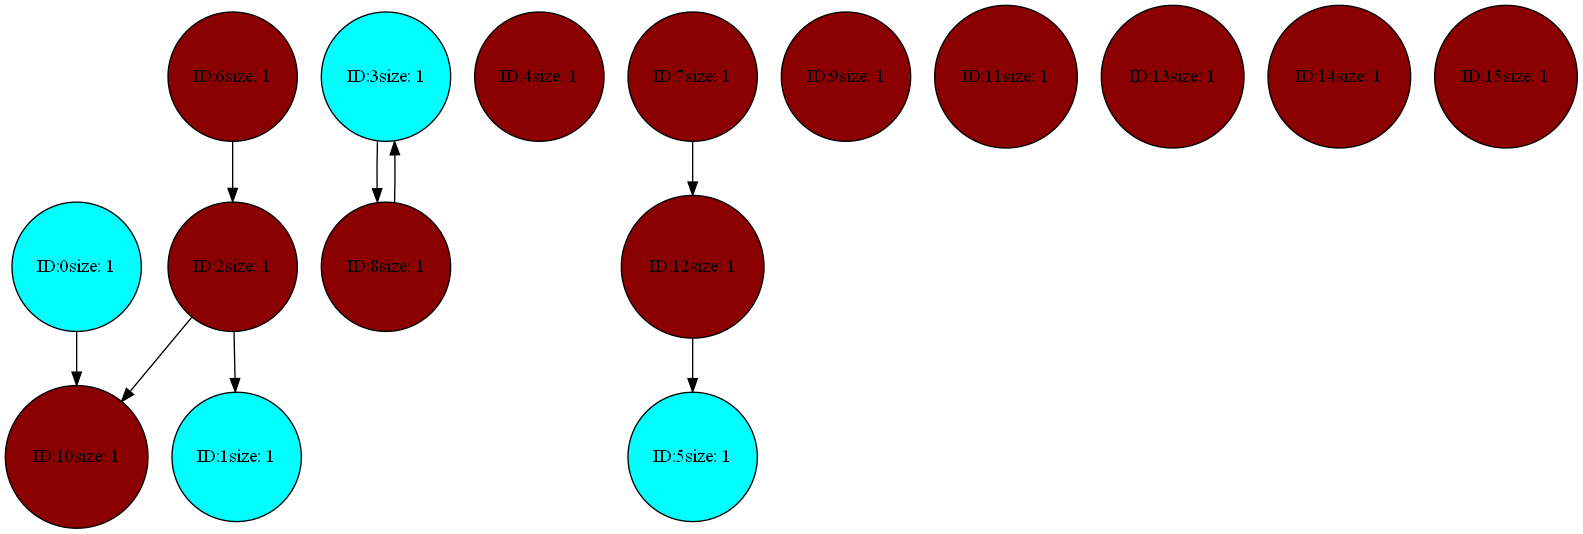 ID:6size: 1
ID:3size: 1
ID:4size: 1
ID:7size: 1
ID:9size: 1
ID:11size: 1
ID:13size: 1
ID:14size: 1
ID:15size: 1
ID:0size: 1
ID:2size: 1
ID:8size: 1
ID:12size: 1
ID:10size: 1
ID:1size: 1
ID:5size: 1